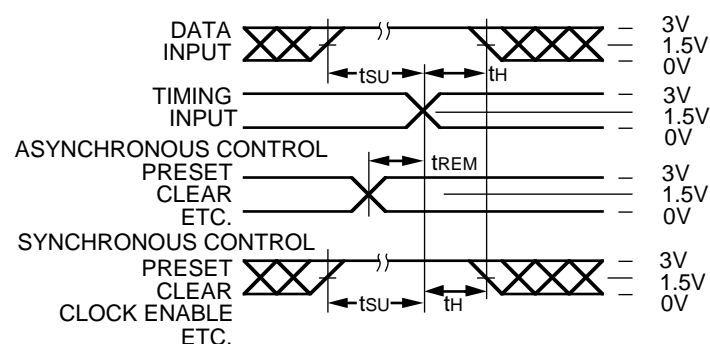 DATA
INPUT
tSU
tH
3V
1.5V
0V
TIMING
INPUT
3V
1.5V
0V
ASYNCHRONOUS CONTROL
PRESET
CLEAR
ETC.
tREM
3V
1.5V
0V
SYNCHRONOUS CONTROL
PRESET
CLEAR
CLOCK ENABLE
ETC.
tSU
tH
3V
1.5V
0V